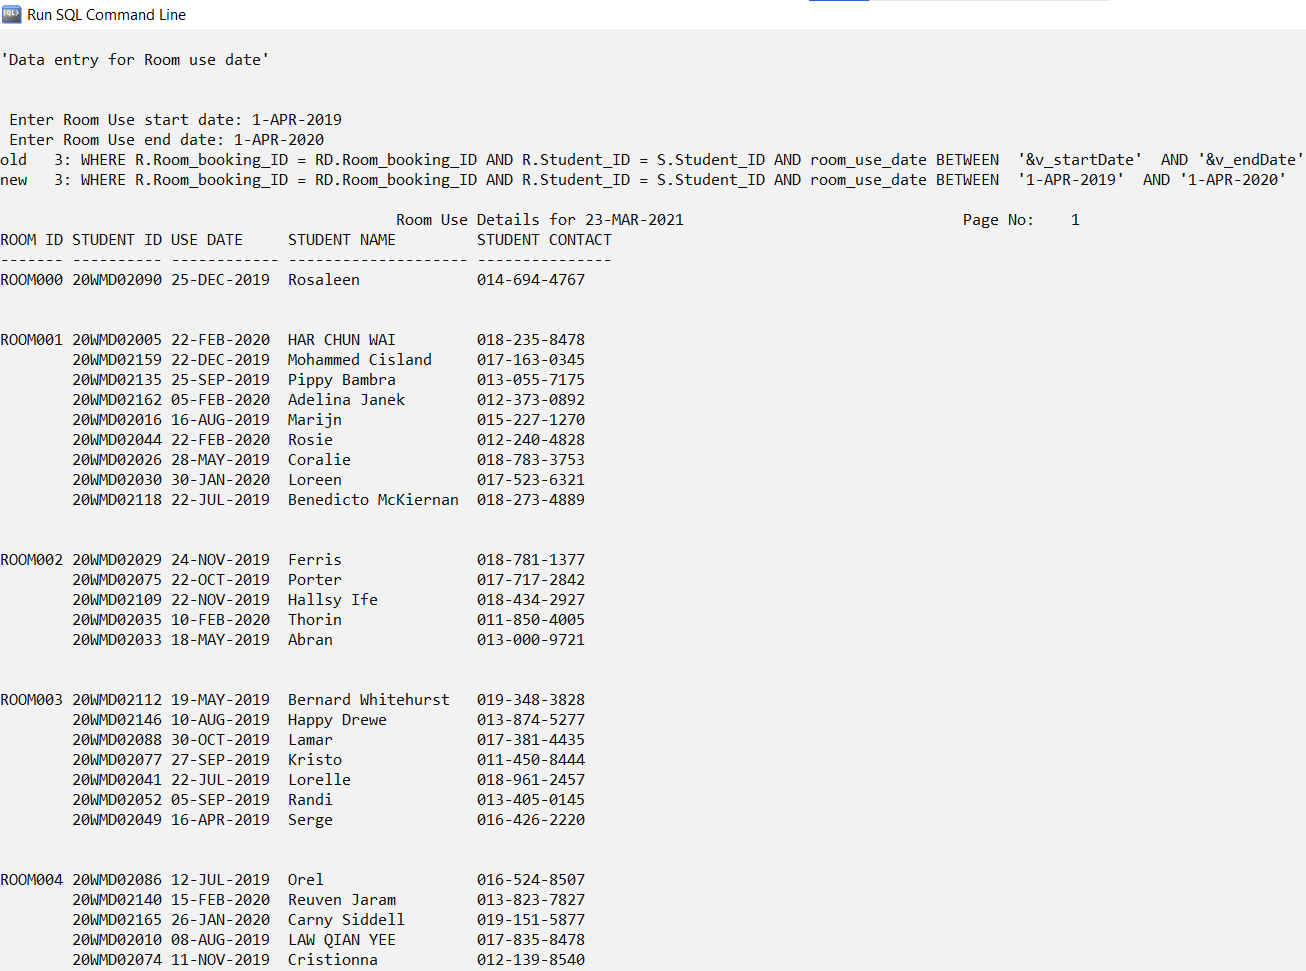 Run SQL Command Line
'Data entry for Room use date'
Enter Room Use start date: 1-APR-2019
Enter Room Use end date: 1-APR-2020
old   3: WHERE R.Room_booking_ID = RD.Room_booking_ID AND R.Student_ID = S.Student_ID AND room_use_date BETWEEN  '&v_startDate'  AND '&v_endDate'
new   3: WHERE R.Room_booking_ID = RD.Room_booking_ID AND R.Student_ID = S.Student_ID AND room_use_date BETWEEN  '1-APR-2019'  AND '1-APR-2020'
Room Use Details for 23-MAR-2021                               Page No:    1
ROOM ID STUDENT ID USE DATE     STUDENT NAME         STUDENT CONTACT
------- ---------- ------------ -------------------- ---------------
ROOM000 20WMD02090 25-DEC-2019  Rosaleen             014-694-4767
ROOM001 20WMD02005 22-FEB-2020  HAR CHUN WAI         018-235-8478
20WMD02159 22-DEC-2019  Mohammed Cisland     017-163-0345
20WMD02135 25-SEP-2019  Pippy Bambra         013-055-7175
20WMD02162 05-FEB-2020  Adelina Janek        012-373-0892
20WMD02016 16-AUG-2019  Marijn               015-227-1270
20WMD02044 22-FEB-2020  Rosie                012-240-4828
20WMD02026 28-MAY-2019  Coralie              018-783-3753
20WMD02030 30-JAN-2020  Loreen               017-523-6321
20WMD02118 22-JUL-2019  Benedicto McKiernan  018-273-4889
ROOM002 20WMD02029 24-NOV-2019  Ferris               018-781-1377
20WMD02075 22-OCT-2019  Porter               017-717-2842
20WMD02109 22-NOV-2019  Hallsy Ife           018-434-2927
20WMD02035 10-FEB-2020  Thorin               011-850-4005
20WMD02033 18-MAY-2019  Abran                013-000-9721
ROOM003 20WMD02112 19-MAY-2019  Bernard Whitehurst   019-348-3828
20WMD02146 10-AUG-2019  Happy Drewe          013-874-5277
20WMD02088 30-OCT-2019  Lamar                017-381-4435
20WMD02077 27-SEP-2019  Kristo               011-450-8444
20WMD02041 22-JUL-2019  Lorelle              018-961-2457
20WMD02052 05-SEP-2019  Randi                013-405-0145
20WMD02049 16-APR-2019  Serge                016-426-2220
ROOM004 20WMD02086 12-JUL-2019  Orel                 016-524-8507
20WMD02140 15-FEB-2020  Reuven Jaram         013-823-7827
20WMD02165 26-JAN-2020  Carny Siddell        019-151-5877
20WMD02010 08-AUG-2019  LAW QIAN YEE         017-835-8478
20WMD02074 11-NOV-2019  Cristionna           012-139-8540